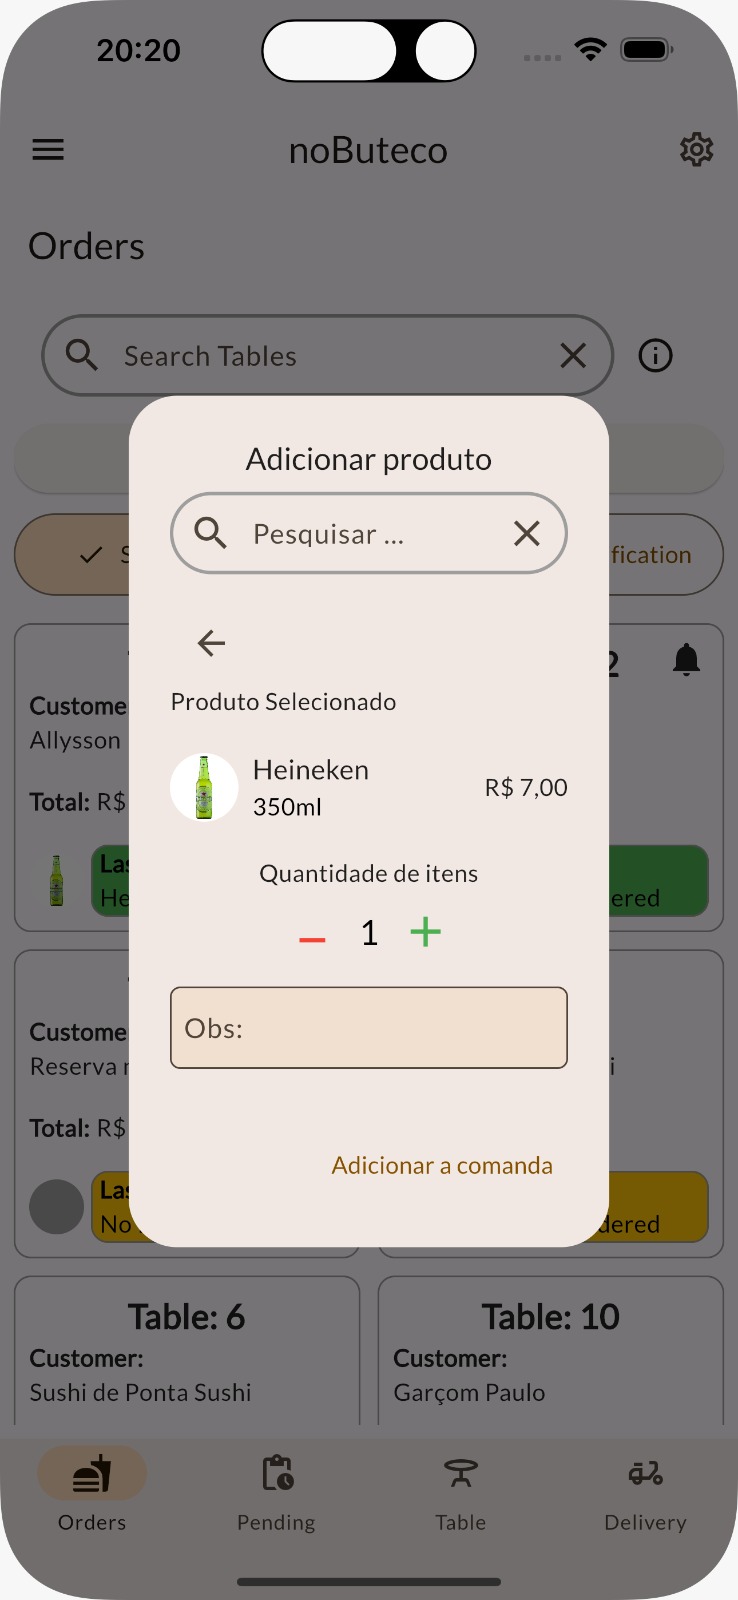 20:20
noButeco
Orders
Search Tables
Adicionar produto
Pesquisar ...
fication
2
Produto Selecionado
Custome
Allysson
Heineken
350ml
R$ 7,00
Total: R$
Quantidade de itens
Las
He
ered
1
Custome
Obs:
Reserva
i
Total: R$
Adicionar a comanda
Las
No
dered
Table: 6
Customer:
Sushi de Ponta Sushi
Table: 10
Customer:
Garçom Paulo
Orders
Pending
Table
Delivery